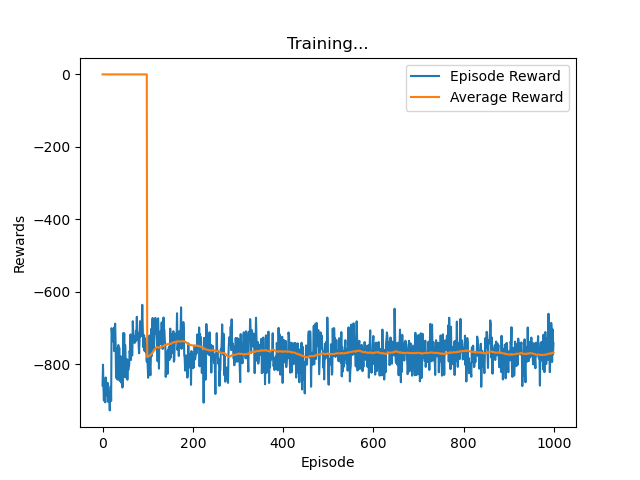 Training...
Episode Reward
Average Reward
0
−200
−400
−600
−800
Rewards
0
200
400
600
800
1000
Episode